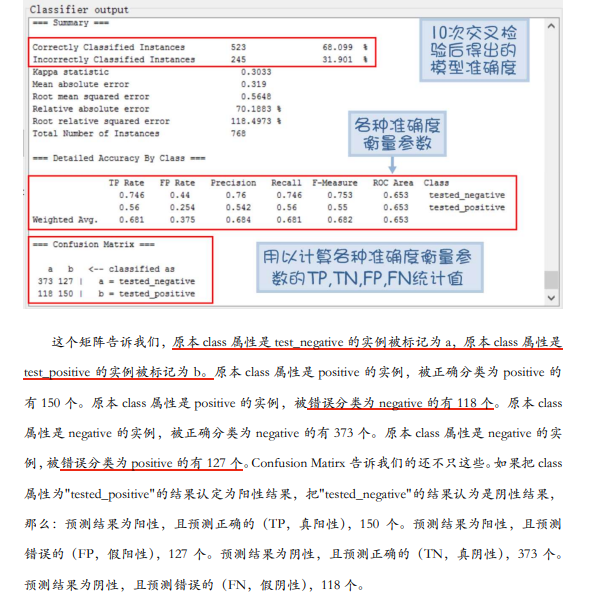 Classifier output
=== Summary ===
Correctly Classified Instances 523 68.099 %
Incorrectly Classified Instances 245 31.901 %
Kappa statistic 0.3033
Mean absolute error 0.319
Root mean squared error 0.5648
Relative absolute error 70.1883 %
Root relative squared error 118.4973 %
Total Number of Instances 768
10次交叉检
验后得出的
模型准确度
各种准确度
衡量参数
=== Detailed Accuracy By Class ===
TP Rate FP Rate Precision Recall F-Measure ROC Area Class
0.746 0.44 0.76 0.746 0.753 0.653 tested_negative
0.56 0.254 0.542 0.56 0.55 0.653 tested_positive
Weighted Avg. 0.681 0.375 0.684 0.681 0.682 0.653
=== Confusion Matrix ===
a b <-- classified as
373 127 | a = tested_negative
118 150 | b = tested_positive
用以计算各种准确度衡量参
数的TP,TN,FP,FN统计值
这个矩阵告诉我们，原本 class 属性是 test_negative 的实例被标记为 a，原本 class 属性是
test_positive 的实例被标记为 b。原本 class 属性是 positive 的实例，被正确分类为 positive 的
有 150 个。原本 class 属性是 positive 的实例，被错误分类为 negative 的有 118 个。原本 class
属性是 negative 的实例，被正确分类为 negative 的有 373 个。原本 class 属性是 negative 的实
例，被错误分类为 positive 的有 127 个。Confusion Matirx 告诉我们的还不只这些。如果把 class
属性为"tested_positive"的结果认定为阳性结果，把"tested_negative"的结果认为是阴性结果，
那么：预测结果为阳性，且预测正确的（TP，真阳性），150 个。预测结果为阳性，且预测
错误的（FP，假阳性），127 个。预测结果为阴性，且预测正确的（TN，真阴性），373 个。
预测结果为阴性，且预测错误的（FN，假阴性），118 个。